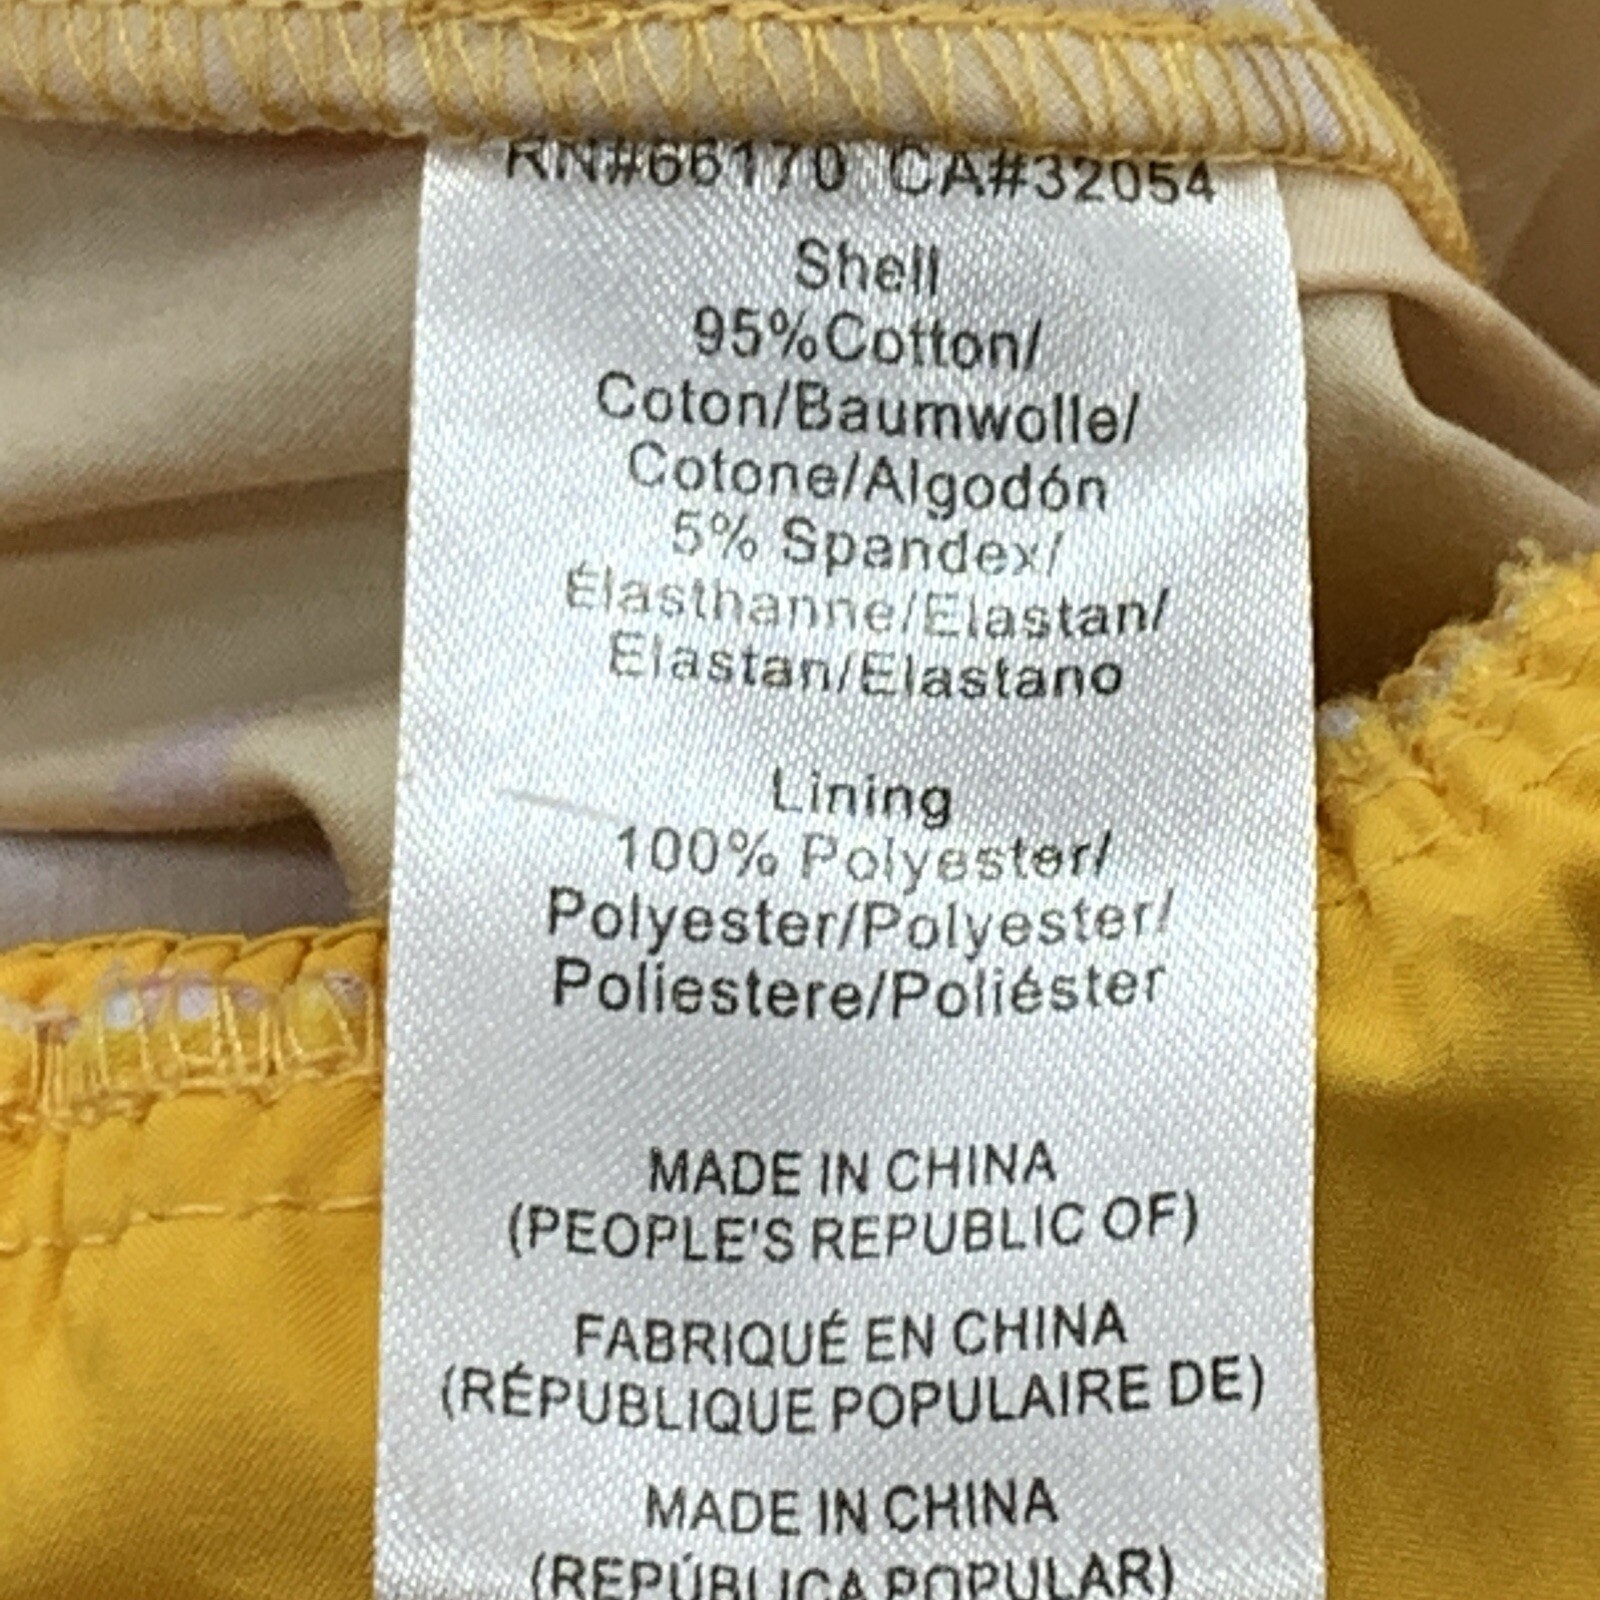 RN#66170 CA#32054
Shell
95%Cotton/
Coton/Baumwolle/
Cotone/Algodón
5% Spandex/
Élasthanne/Elastan/
Elastan/Elastano
Lining
100% Polyester/
Polyester/Polyester/
Poliestere/Poliéster
MADE IN CHINA
(PEOPLE'S REPUBLIC OF)
FABRIQUÉ EN CHINA
(RÉPUBLIQUE POPULAIRE DE)
MADE IN CHINA
(REPÚBLICA POPULAR)